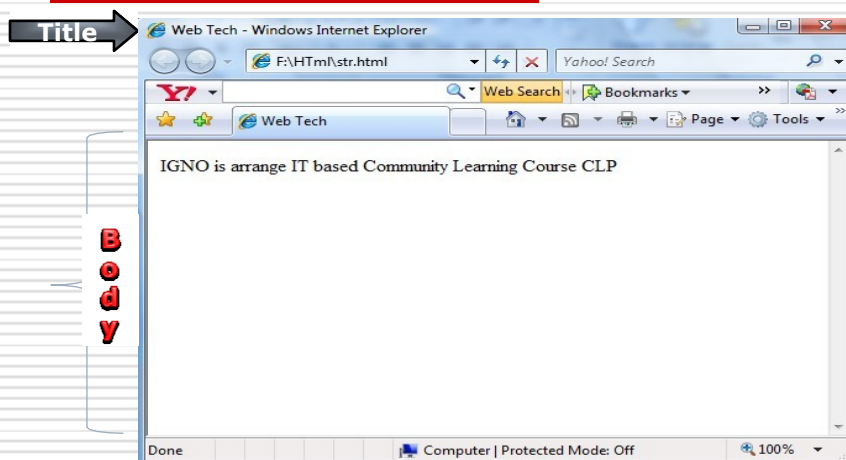 Title
Web Tech - Windows Internet Explorer
F:\HTml\str.html
Yahoo! Search
Y!
Web Search
Bookmarks
»
Web Tech
Page
Tools
»
IGNO is arrange IT based Community Learning Course CLP
Body
Done
Computer | Protected Mode: Off
100%